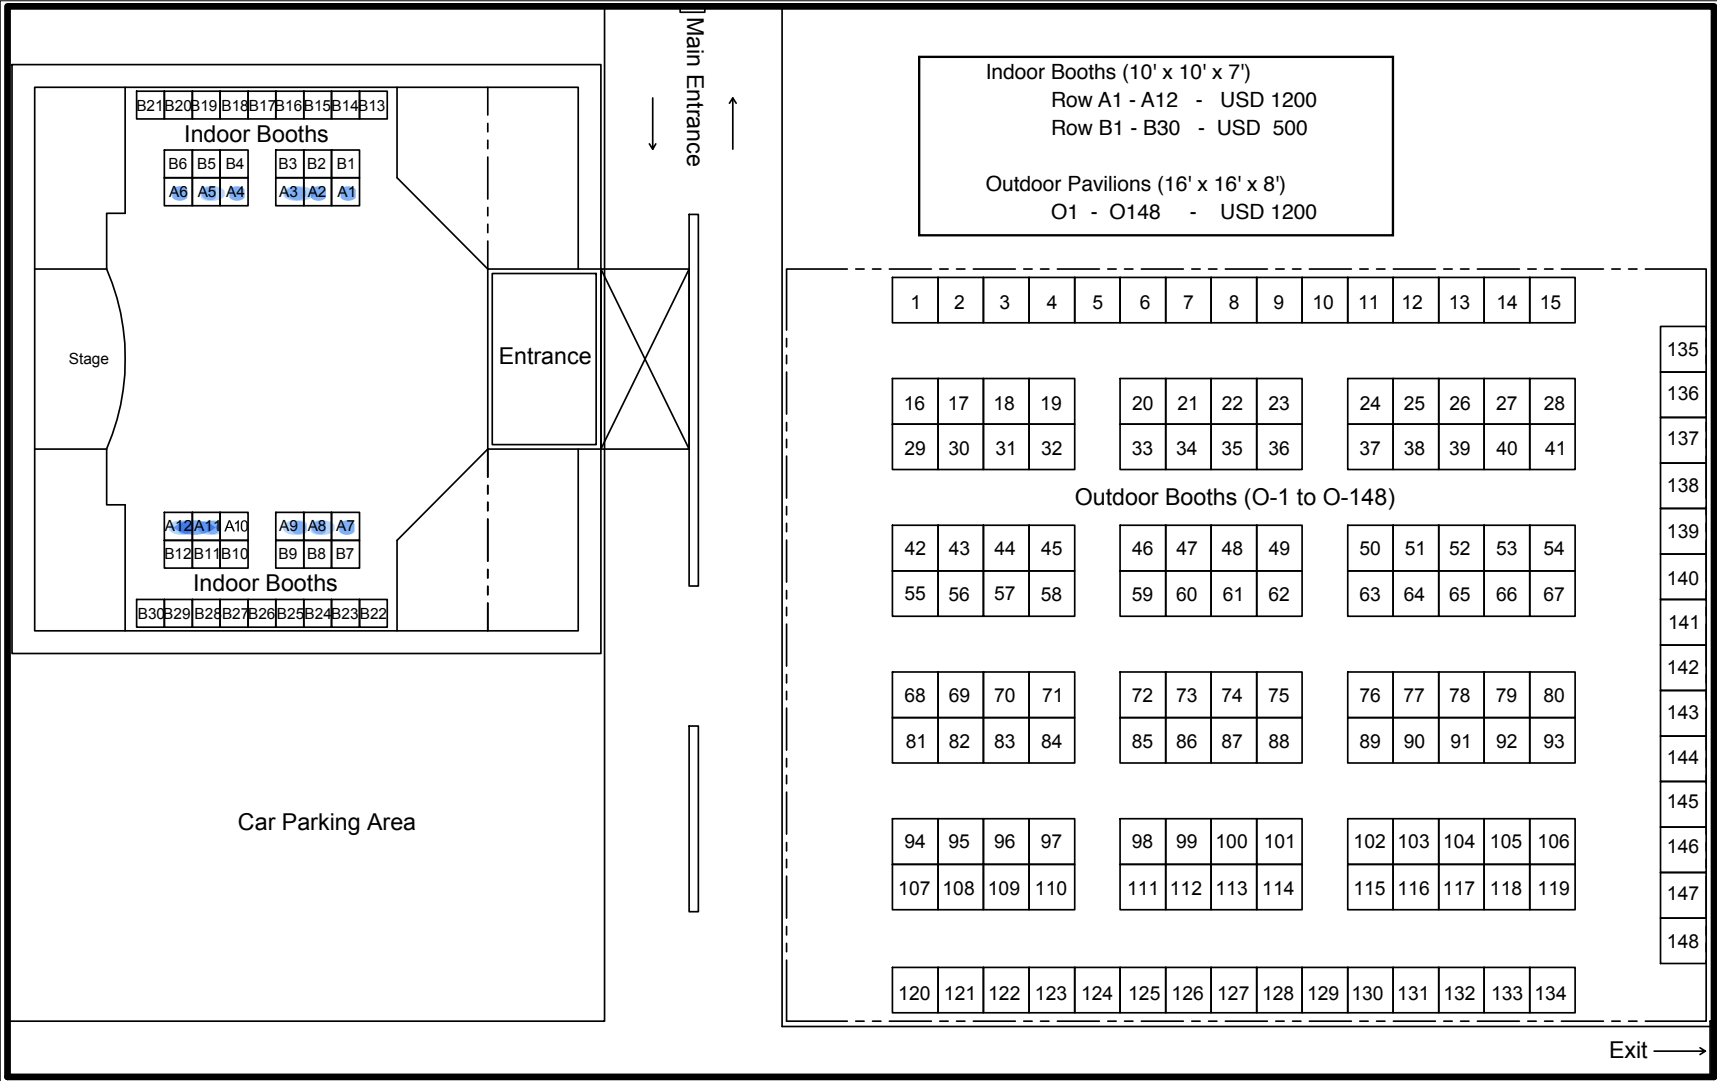 Main Entrance
Indoor Booths (10' x 10' x 7')
Row A1 - A12 - USD 1200
Row B1 - B30 - USD 500
Outdoor Pavilions (16' x 16' x 8')
O1 - O148 - USD 1200
B21 B20 B19 B18 B17 B16 B15 B14 B13
Indoor Booths
B6 B5 B4 B3 B2 B1
A6 A5 A4 A3 A2 A1
Stage
Entrance
A12 A11 A10 A9 A8 A7
B12 B11 B10 B9 B8 B7
Indoor Booths
B30 B29 B28 B27 B26 B25 B24 B23 B22
Car Parking Area
1 2 3 4 5 6 7 8 9 10 11 12 13 14 15
16 17 18 19 20 21 22 23 24 25 26 27 28
29 30 31 32 33 34 35 36 37 38 39 40 41
Outdoor Booths (O-1 to O-148)
42 43 44 45 46 47 48 49 50 51 52 53 54
55 56 57 58 59 60 61 62 63 64 65 66 67
68 69 70 71 72 73 74 75 76 77 78 79 80
81 82 83 84 85 86 87 88 89 90 91 92 93
94 95 96 97 98 99 100 101 102 103 104 105 106
107 108 109 110 111 112 113 114 115 116 117 118 119
120 121 122 123 124 125 126 127 128 129 130 131 132 133 134
135
136
137
138
139
140
141
142
143
144
145
146
147
148
Exit